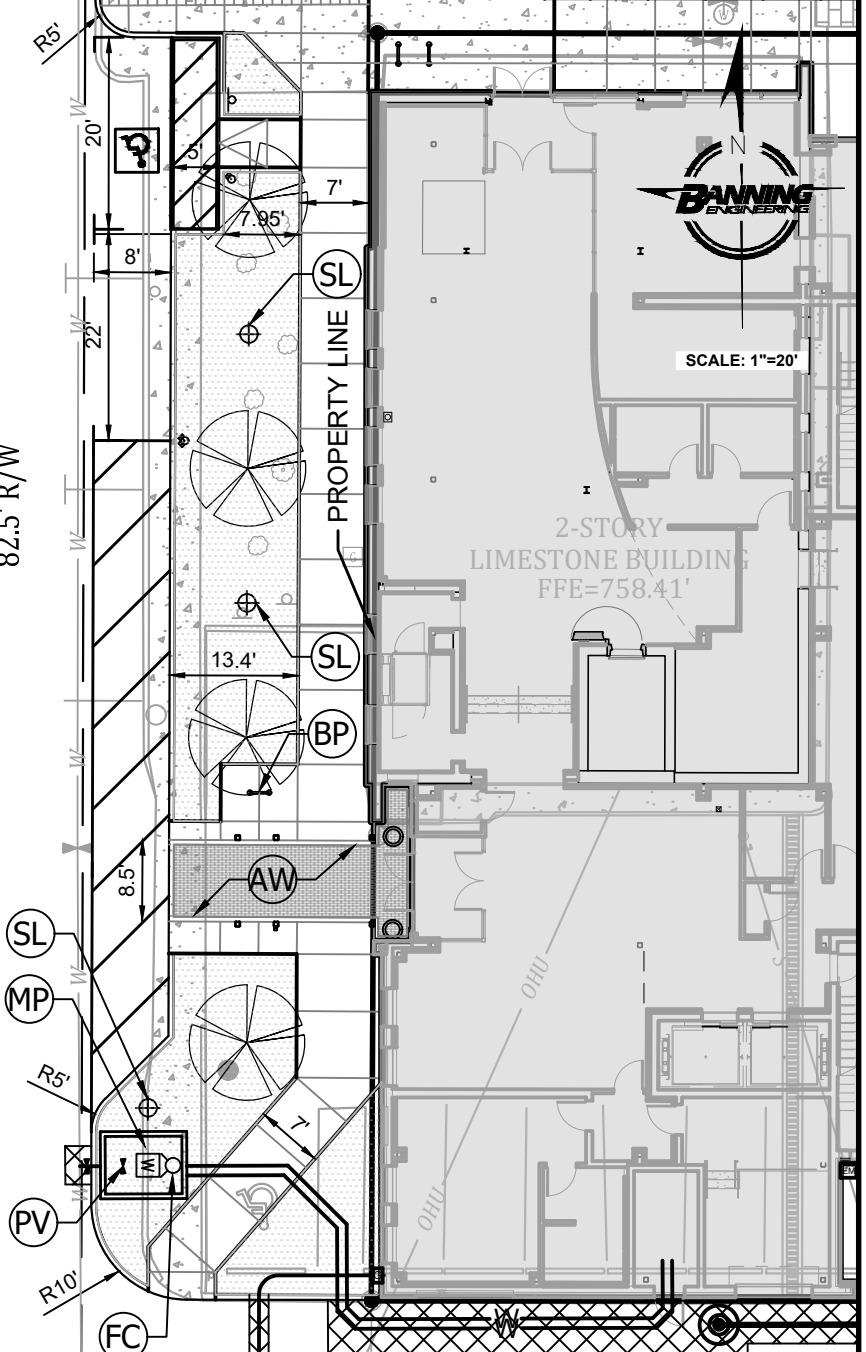 R5'
20'
5'
7'
7.95'
N
BANNING
ENGINEERING
8'
SL
22'
SCALE: 1"=20'
PROPERTY LINE
82.5' R/W
W
W
W
W
W
W
2-STORY
LIMESTONE BUILDING
FFE=758.41'
G
13.4'
SL
BP
8.5'
AW
SL
MP
OHU
S
R5'
7'
W
PV
OHU
R10'
FC
W